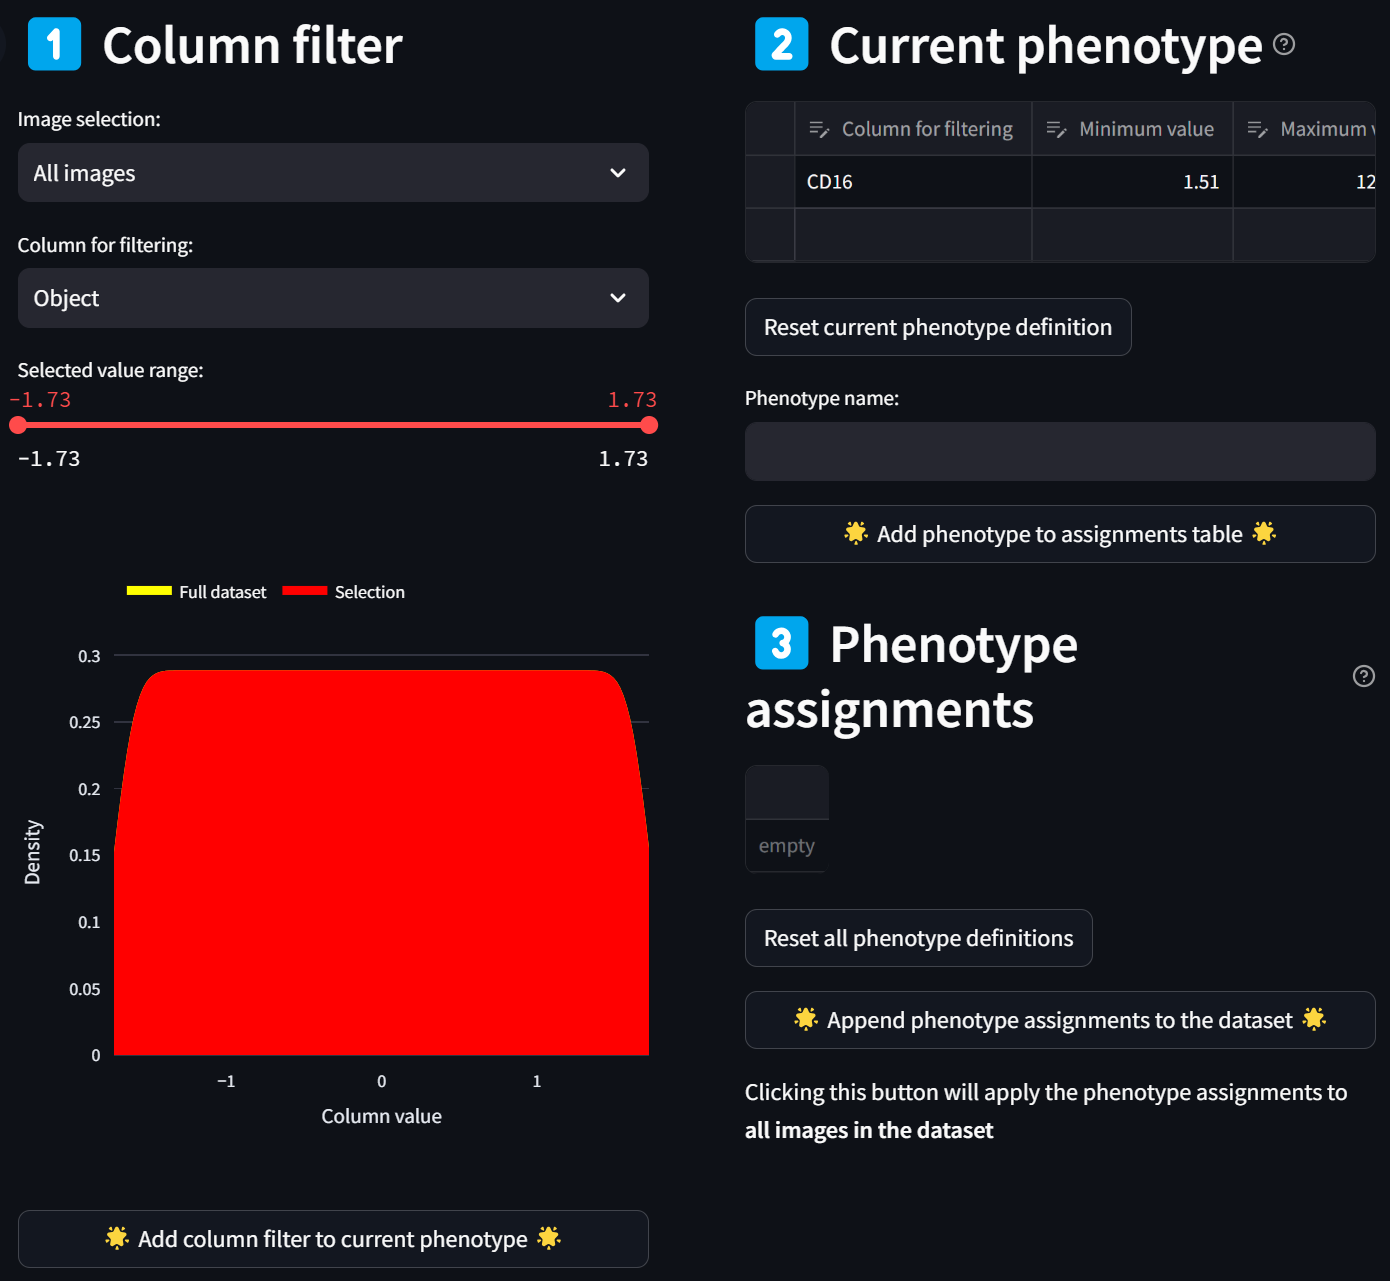 1 Column filter
Image selection:
All images
Column for filtering:
Object
Selected value range:
-1.73 1.73
-1.73 1.73
Full dataset Selection
0.3
0.25
0.2
0.15
0.1
0.05
0
Density
−1 0 1
Column value
Add column filter to current phenotype
2 Current phenotype
Column for filtering Minimum value Maximum
CD16 1.51 12
Reset current phenotype definition
Phenotype name:
Add phenotype to assignments table
3 Phenotype
assignments
empty
Reset all phenotype definitions
Append phenotype assignments to the dataset
Clicking this button will apply the phenotype assignments to
all images in the dataset